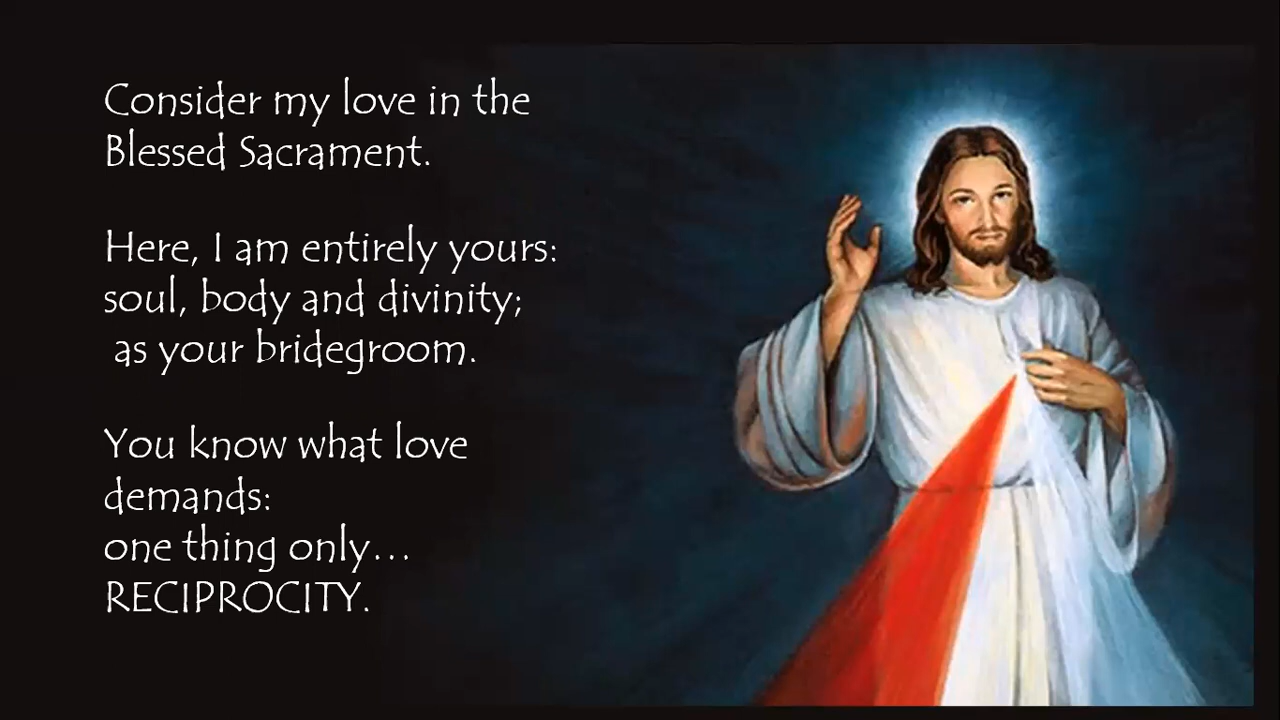 Consider my love in the
Blessed Sacrament.
Here, I am entirely yours:
soul, body and divinity;
as your bridegroom.
You know what love
demands:
one thing only...
RECIPROCITY.